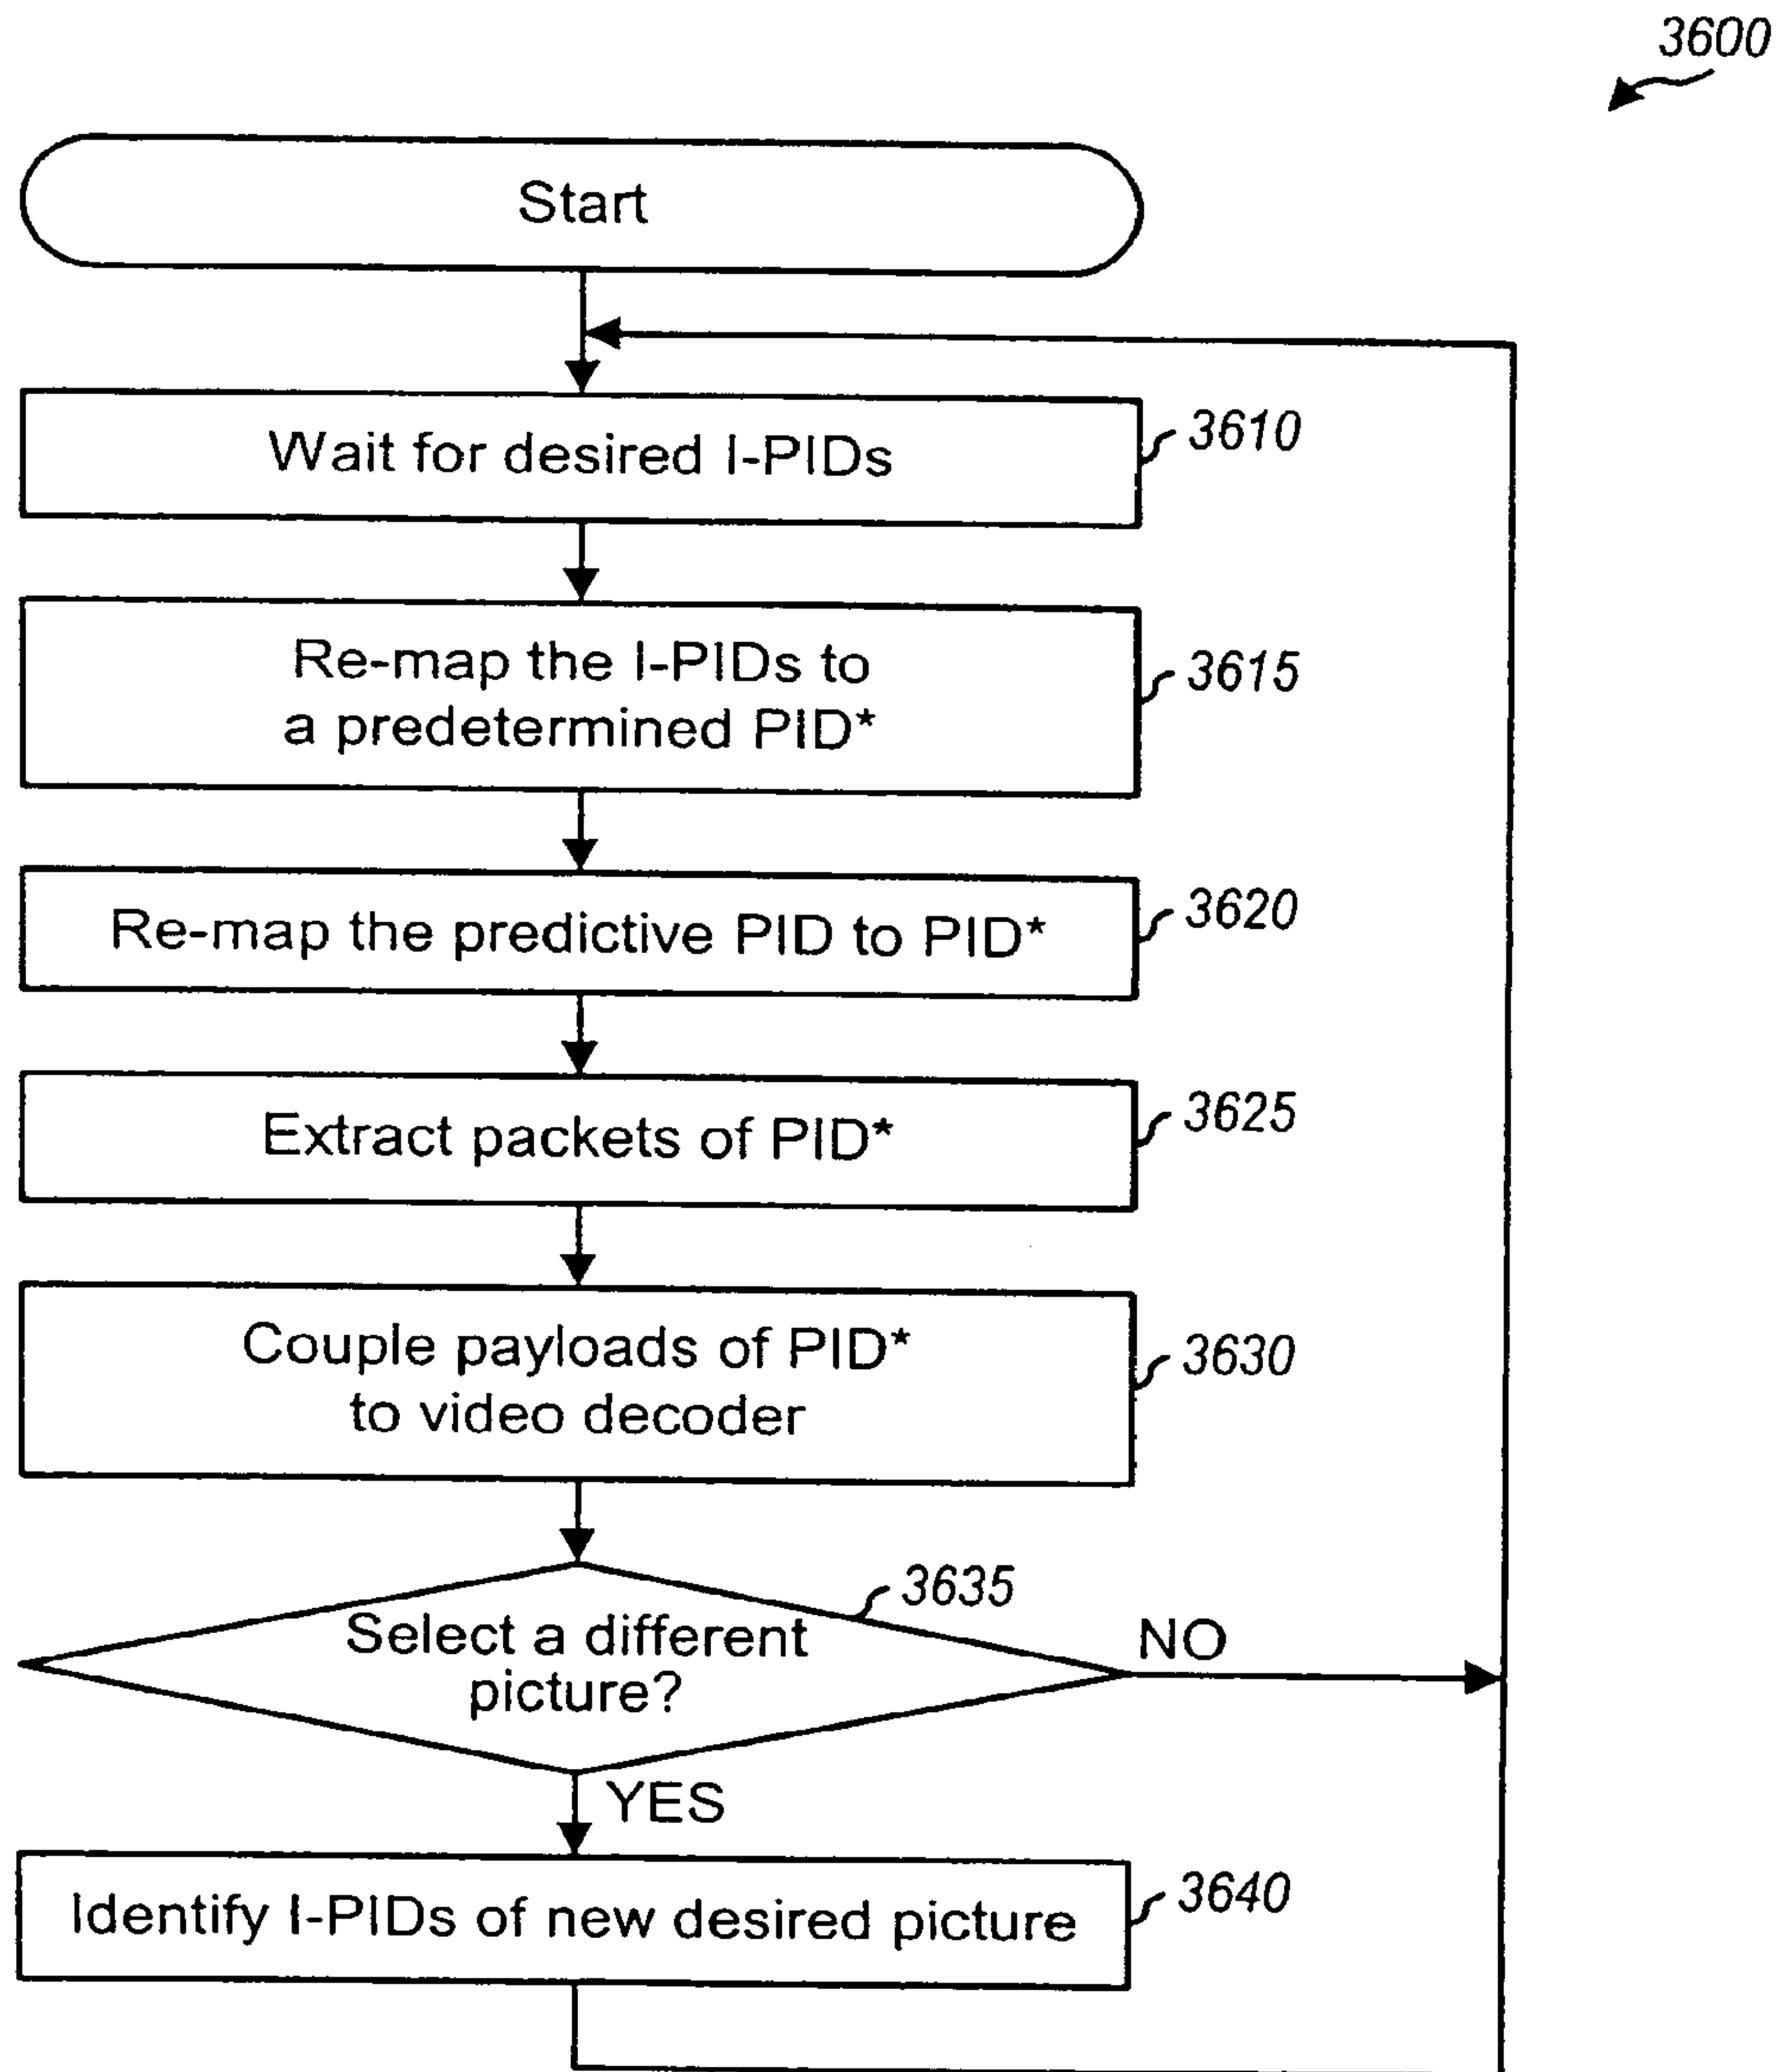 3600
Start
Wait for desired I-PIDs
3610
Re-map the I-PIDs to
a predetermined PID*
3615
Re-map the predictive PID to PID*
3620
Extract packets of PID*
3625
Couple payloads of PID*
to video decoder
3630
3635
Select a different
picture?
NO
YES
Identify I-PIDs of new desired picture
3640